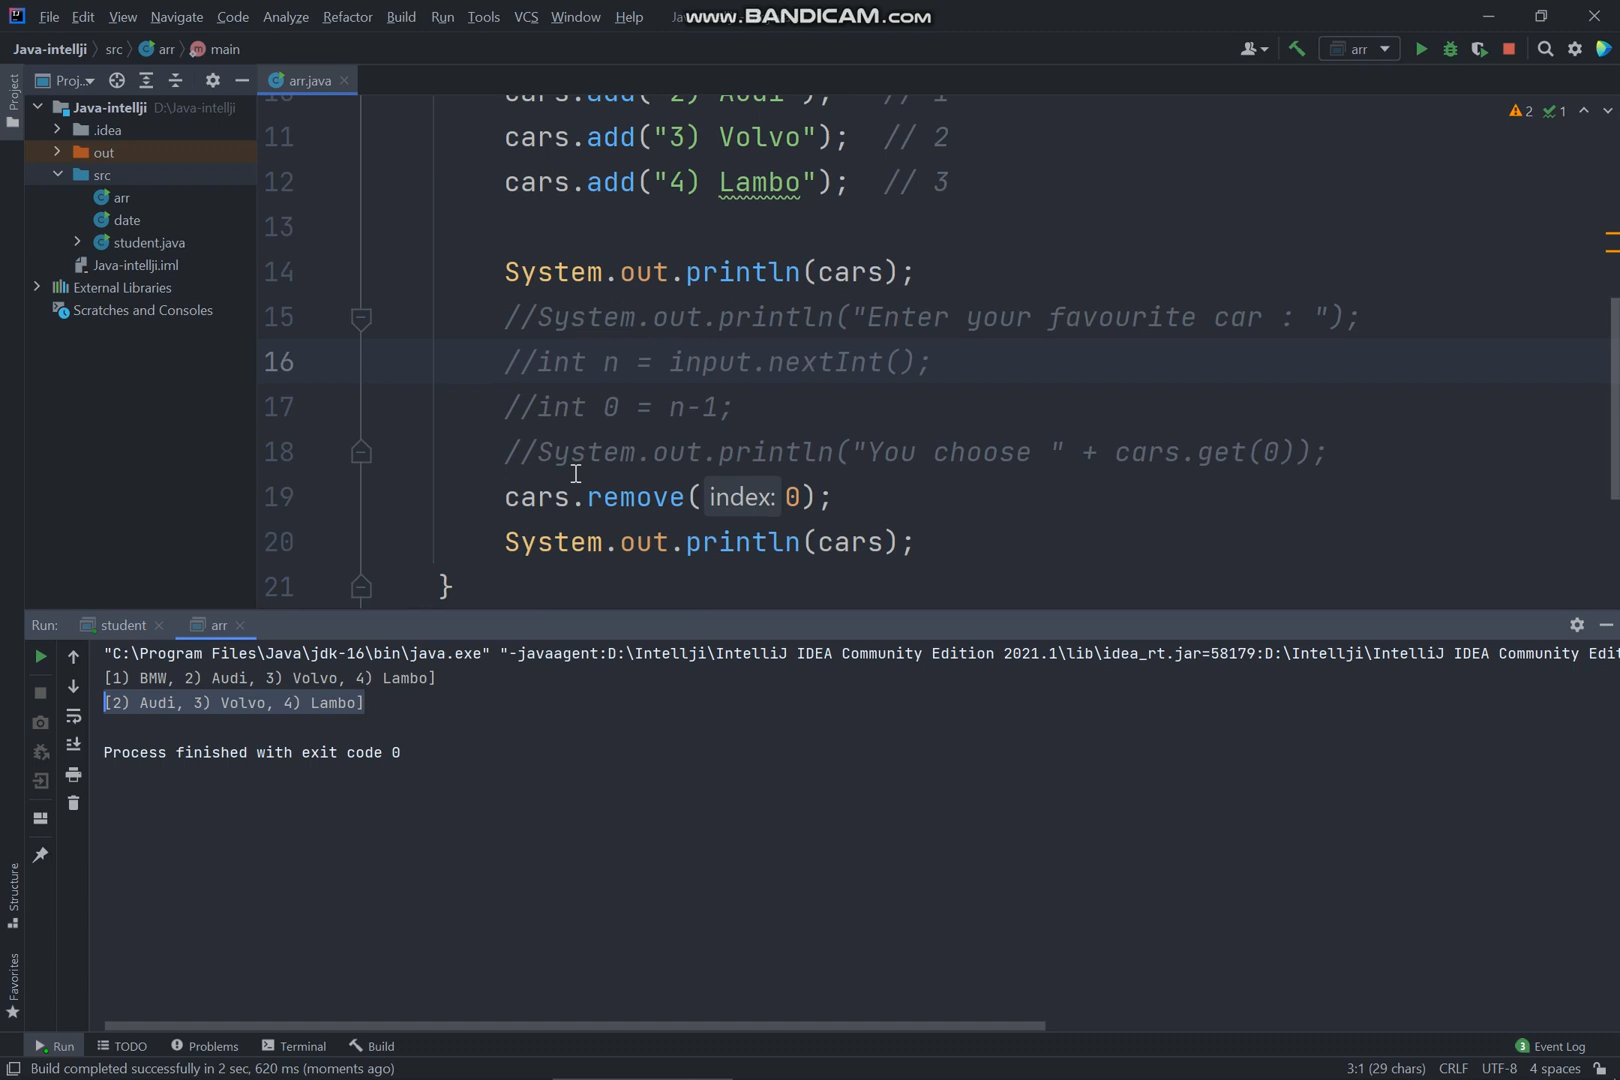 File Edit View Navigate Code Analyze Refactor Build Run Tools VCS Window Help
www.BANDICAM.com
Java-intellji src arr main
arr
Proj...
arr.java
Project
Java-intellji D:\Java-intellji
.idea
out
src
arr
date
student.java
Java-intellji.iml
External Libraries
Scratches and Consoles
2 1
10 cars.add("2) Audi"); // 1
11 cars.add("3) Volvo"); // 2
12 cars.add("4) Lambo"); // 3
13
14 System.out.println(cars);
15 //System.out.println("Enter your favourite car : ");
16 //int n = input.nextInt();
17 //int 0 = n-1;
18 //System.out.println("You choose " + cars.get(0));
19 cars.remove( index: 0);
20 System.out.println(cars);
21 }
Run: student arr
"C:\Program Files\Java\jdk-16\bin\java.exe" "-javaagent:D:\Intellji\IntelliJ IDEA Community Edition 2021.1\lib\idea_rt.jar=58179:D:\Intellji\IntelliJ IDEA Community Edit
[1) BMW, 2) Audi, 3) Volvo, 4) Lambo]
[2) Audi, 3) Volvo, 4) Lambo]
Process finished with exit code 0
Structure
Favorites
Run TODO Problems Terminal Build
3 Event Log
Build completed successfully in 2 sec, 620 ms (moments ago)
3:1 (29 chars) CRLF UTF-8 4 spaces